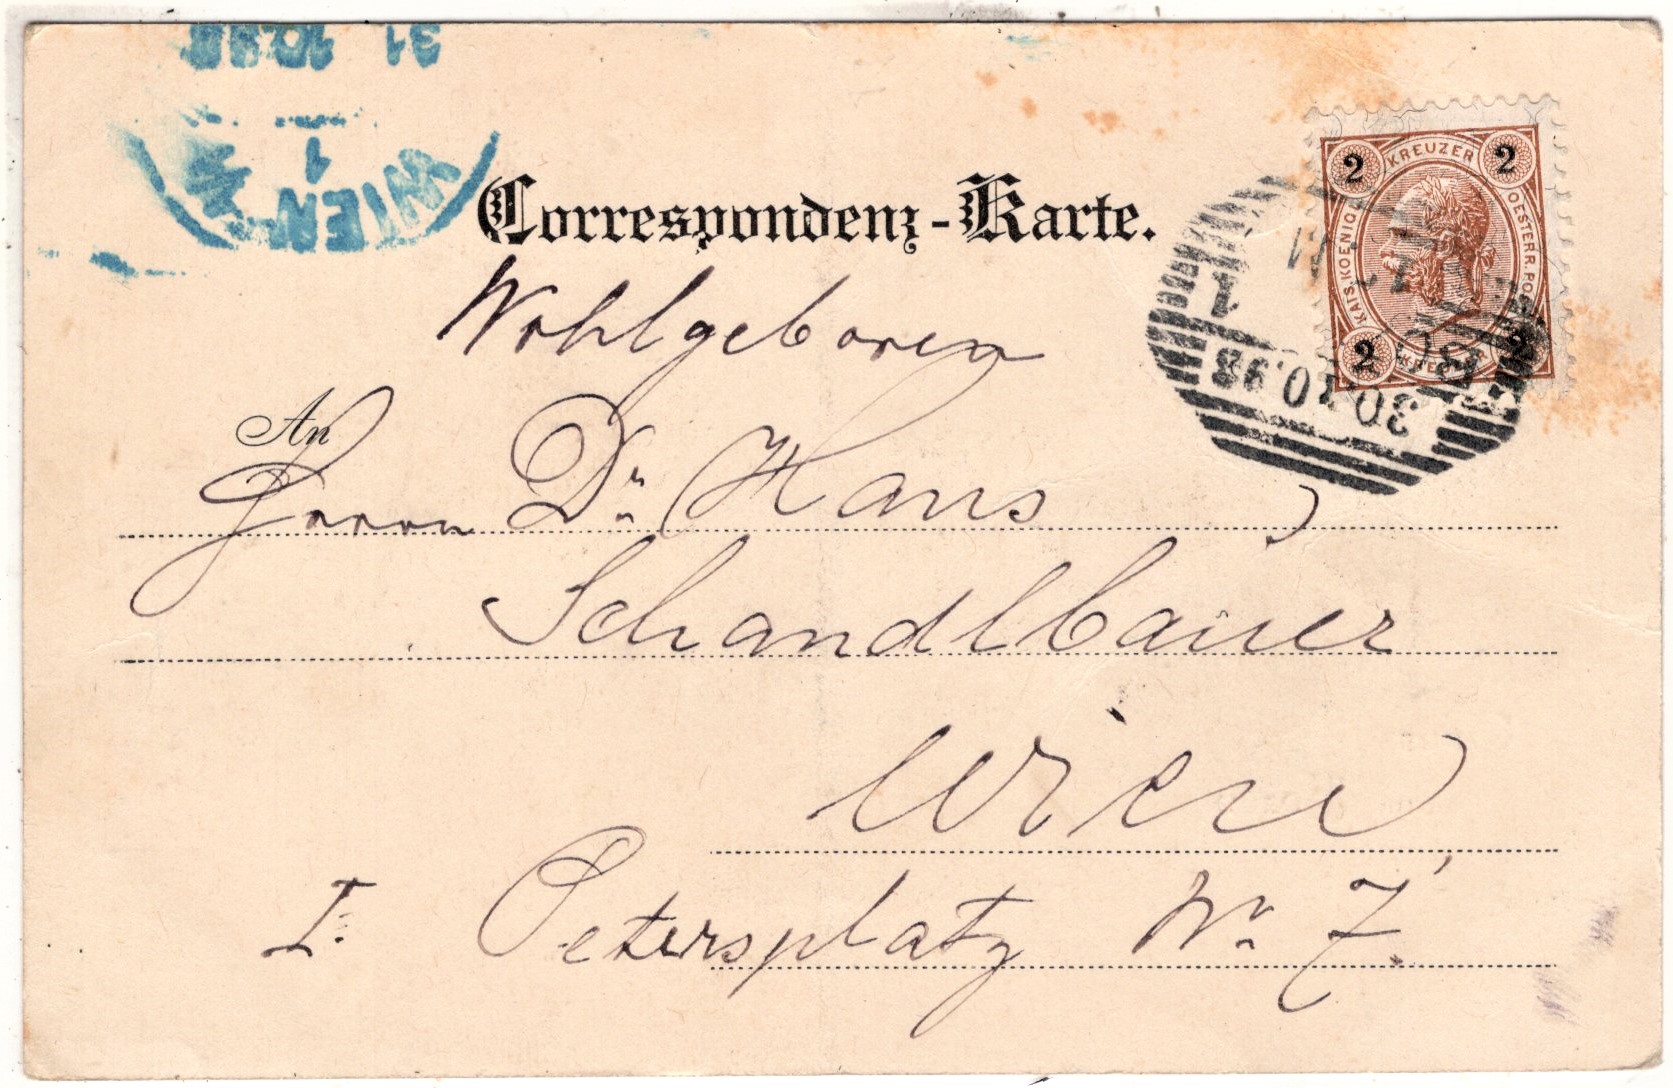 31 10.98
1
WIEN
Correspondenz-Karte.
2 KREUZER 2
KAIS. KOENIGL. OESTERR. POST
2 KREUZER 2
1
30.10.98
Wohlgeboren
An
Herrn Dr. Hans
Schandlbauer
Wien
I. Petersplatz Nr. 7.